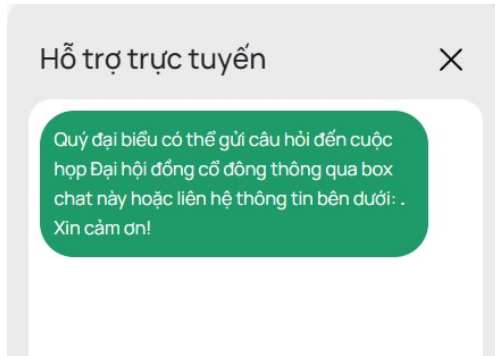 Hỗ trợ trực tuyến
Quý đại biểu có thể gửi câu hỏi đến cuộc
họp Đại hội đồng cổ đông thông qua box
chat này hoặc liên hệ thông tin bên dưới: .
Xin cảm ơn!